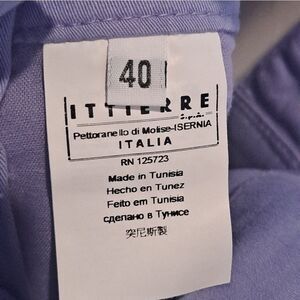 40
ITTIERRE
s.p.a.
Pettoranello di Molise-ISERNIA
ITALIA
RN 125723
Made in Tunisia
Hecho en Tunez
Feito em Tunisia
сделано в Тунисе
突尼斯製